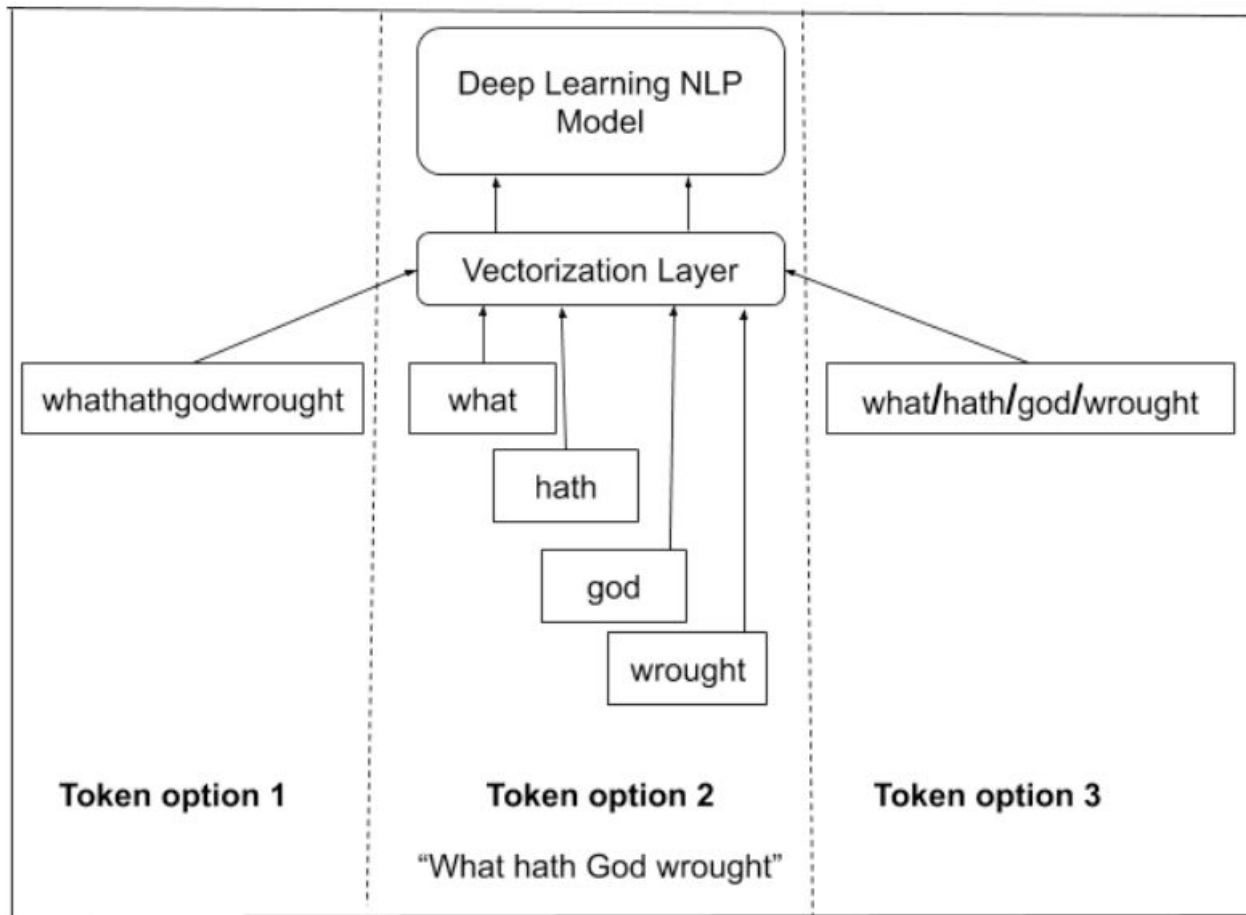 Deep Learning NLP
Model
Vectorization Layer
whathathgodwrought
what
what/hath/god/wrought
hath
god
wrought
Token option 1
Token option 2
Token option 3
“What hath God wrought”